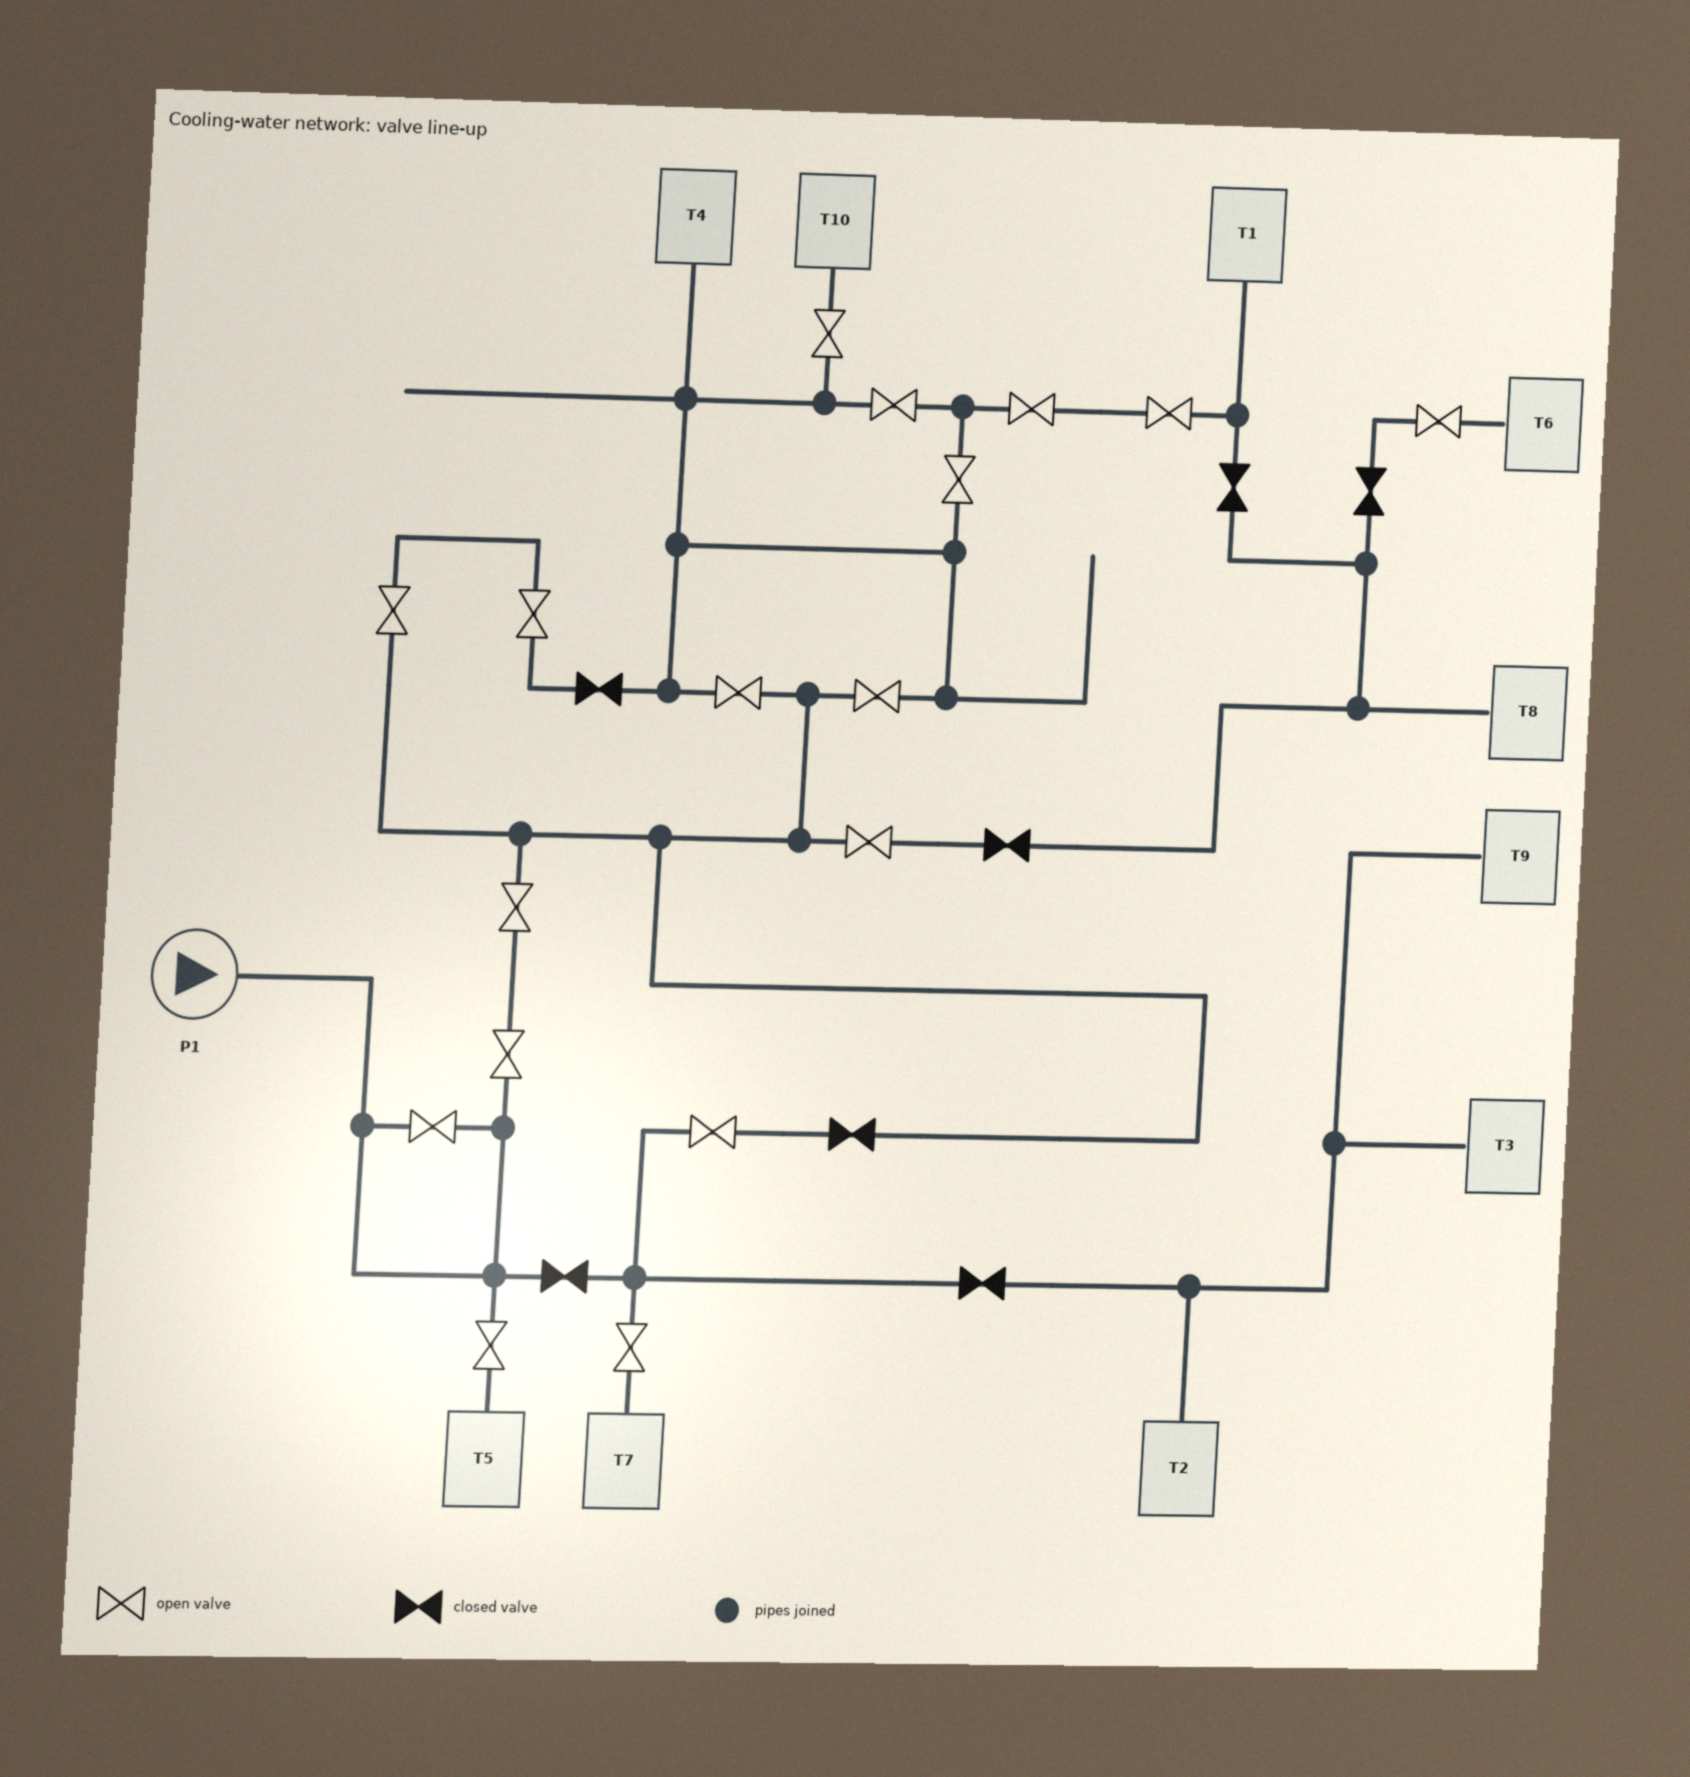 Cooling-water network: valve line-up
T4
T10
T1
T6
T8
T9
P1
T3
T5
T7
T2
open valve
closed valve
pipes joined